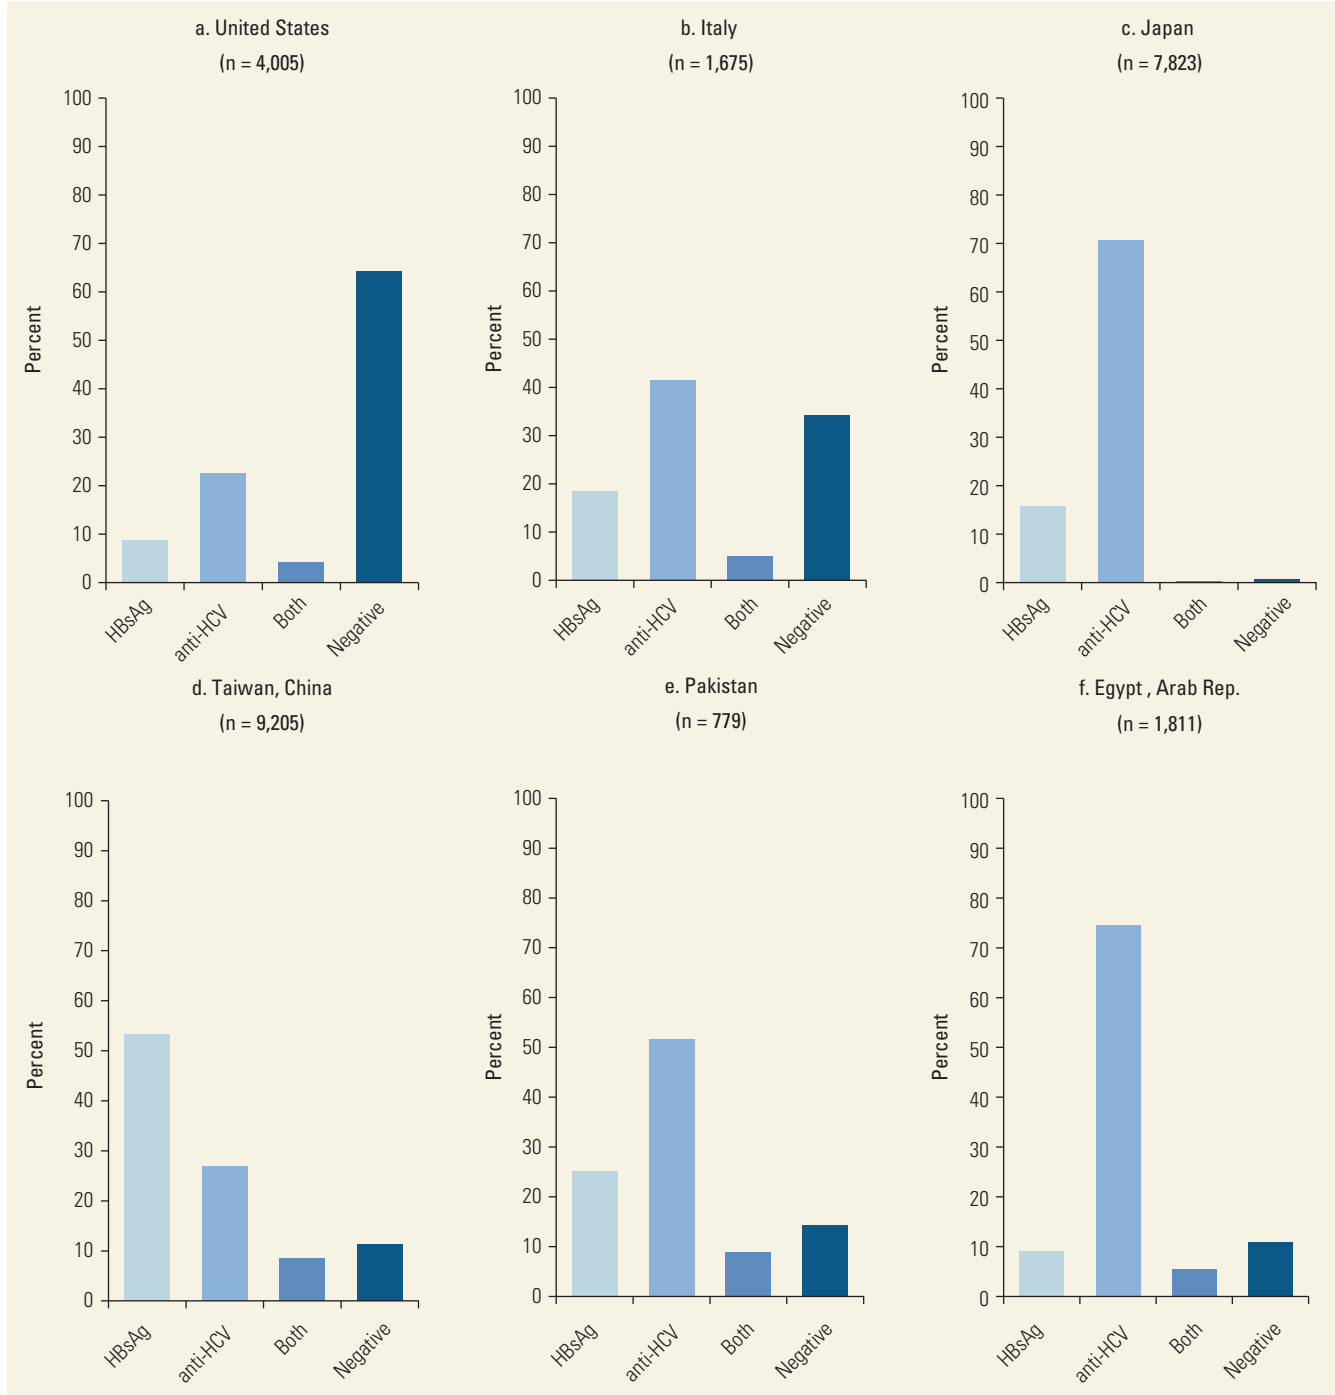 a. United States
(n = 4,005)
100
90
80
70
60
50
40
30
20
10
0
Percent
HBsAg
anti-HCV
Both
Negative
b. Italy
(n = 1,675)
100
90
80
70
60
50
40
30
20
10
0
Percent
HBsAg
anti-HCV
Both
Negative
c. Japan
(n = 7,823)
100
90
80
70
60
50
40
30
20
10
0
Percent
HBsAg
anti-HCV
Both
Negative
d. Taiwan, China
(n = 9,205)
100
90
80
70
60
50
40
30
20
10
0
Percent
HBsAg
anti-HCV
Both
Negative
e. Pakistan
(n = 779)
100
90
80
70
60
50
40
30
20
10
0
Percent
HBsAg
anti-HCV
Both
Negative
f. Egypt , Arab Rep.
(n = 1,811)
100
90
80
70
60
50
40
30
20
10
0
Percent
HBsAg
anti-HCV
Both
Negative